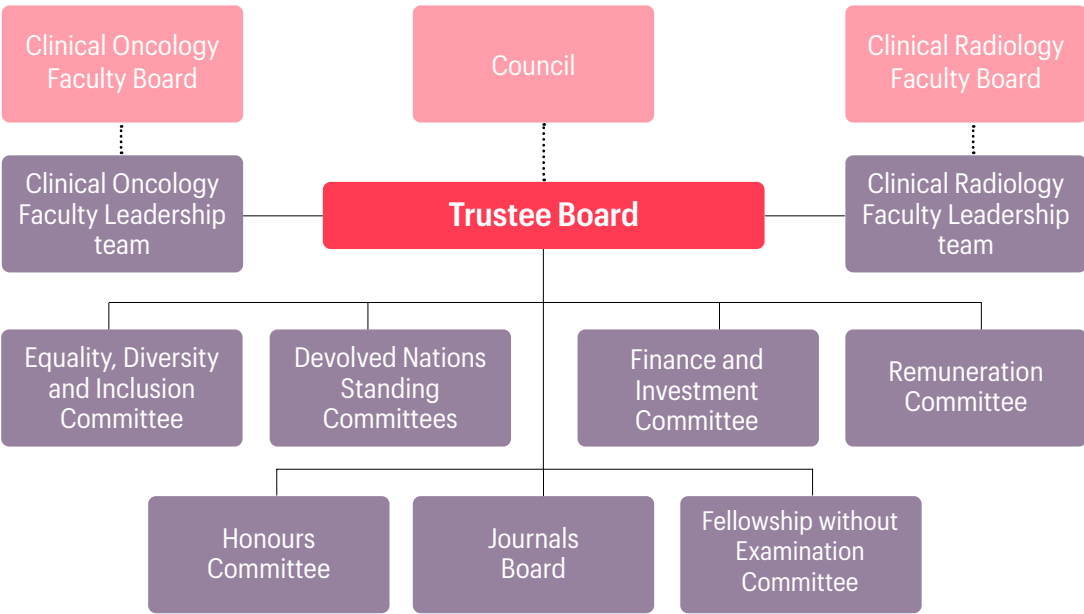 Clinical Oncology
Faculty Board
Council
Clinical Radiology
Faculty Board
Clinical Oncology
Faculty Leadership
team
Trustee Board
Clinical Radiology
Faculty Leadership
team
Equality, Diversity
and Inclusion
Committee
Devolved Nations
Standing
Committees
Finance and
Investment
Committee
Remuneration
Committee
Honours
Committee
Journals
Board
Fellowship without
Examination
Committee